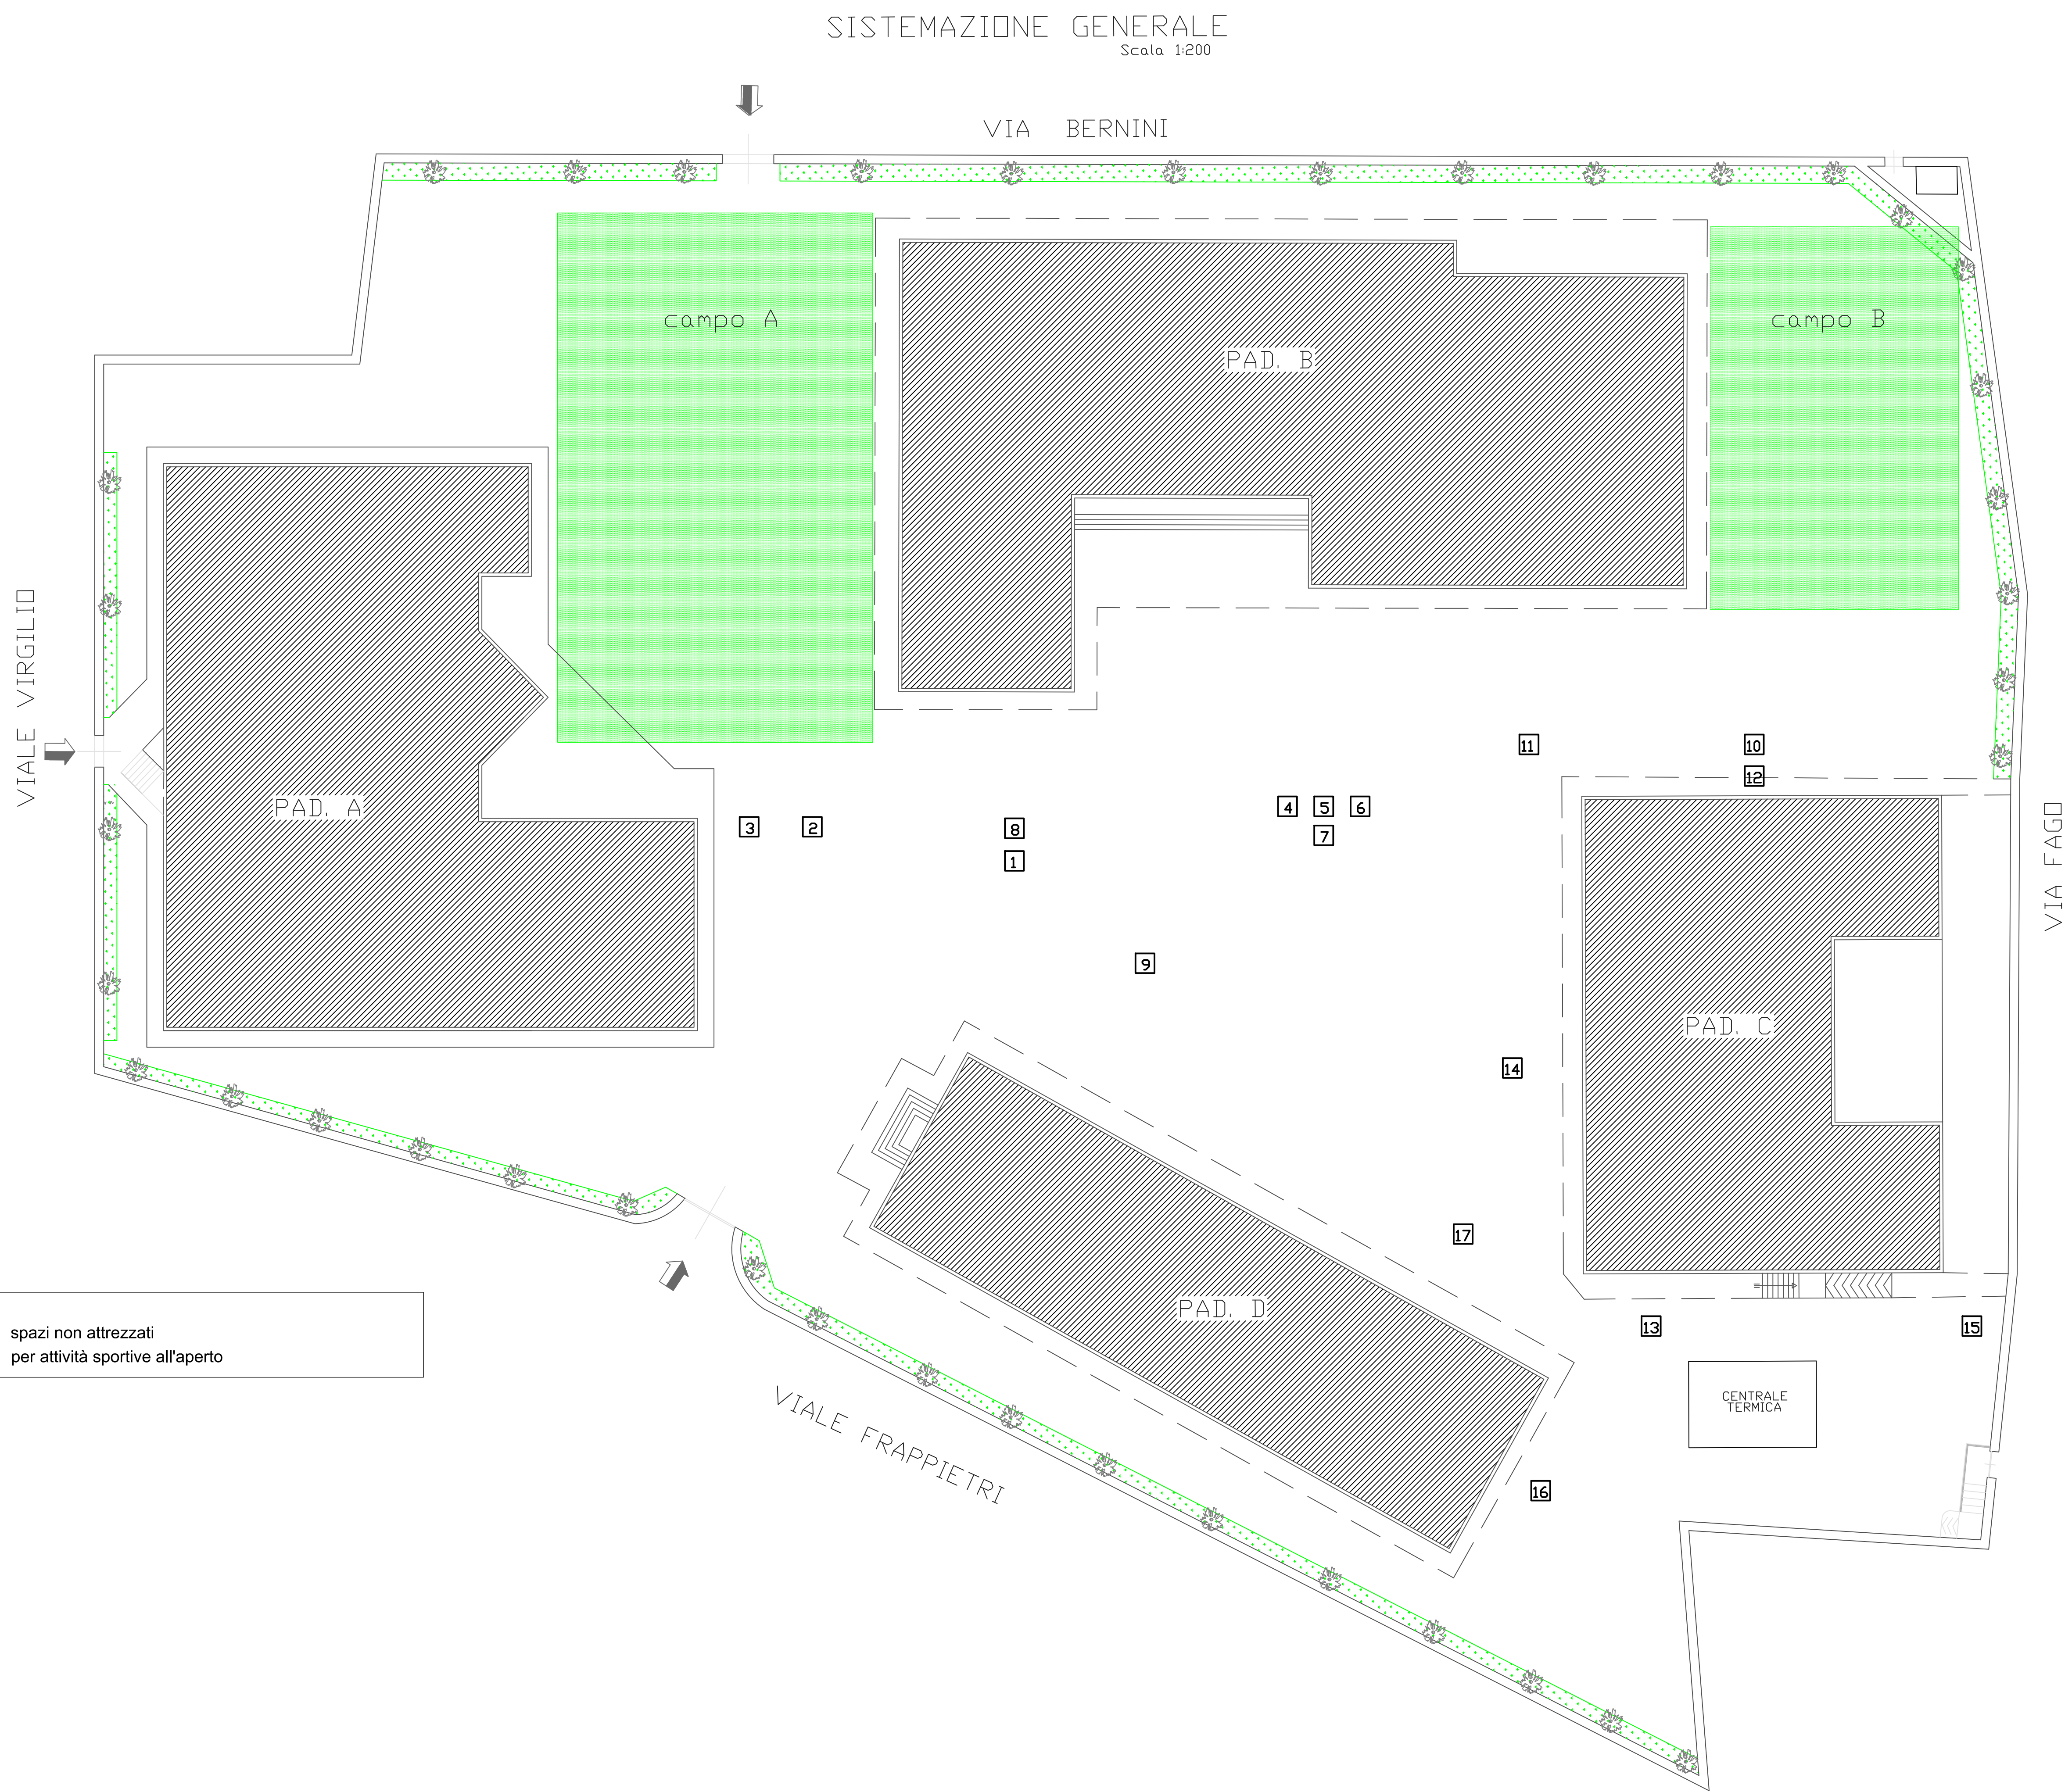 SISTEMAZIONE GENERALE
Scala 1:200
VIA BERNINI
campo A
campo B
PAD. B
VIALE VIRGILIO
PAD. A
11
10
12
4
5
6
7
3
2
8
1
VIA FAGO
9
PAD. C
14
17
PAD. D
13
15
spazi non attrezzati
per attività sportive all'aperto
CENTRALE
TERMICA
VIALE FRAPPIETRI
16